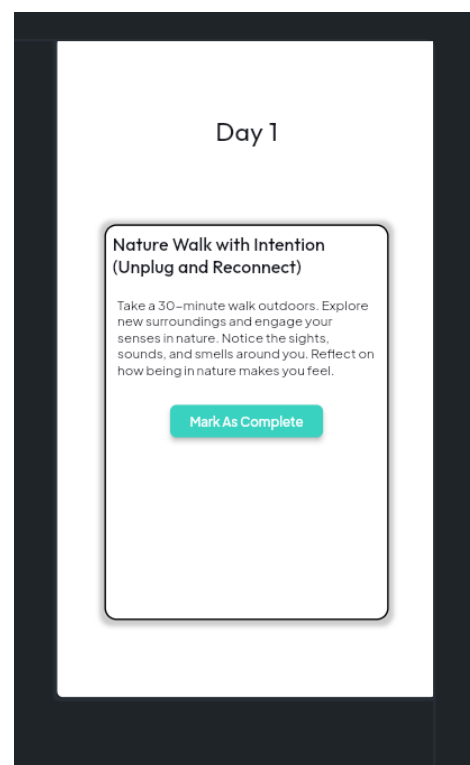 Day 1
Nature Walk with Intention
(Unplug and Reconnect)
Take a 30-minute walk outdoors. Explore
new surroundings and engage your
senses in nature. Notice the sights,
sounds, and smells around you. Reflect on
how being in nature makes you feel.
Mark As Complete